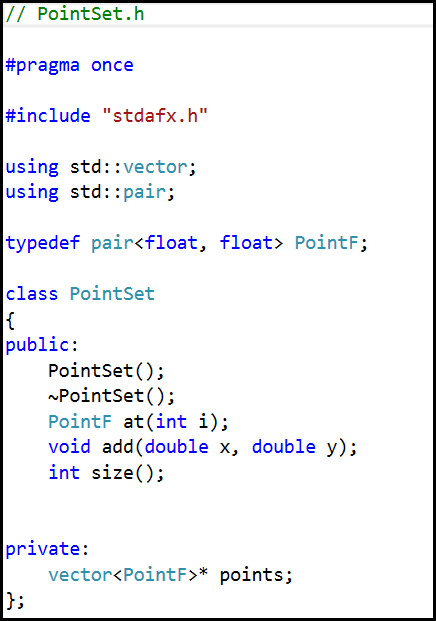 // PointSet.h
#pragma once
#include "stdafx.h"
using std::vector;
using std::pair;
typedef pair<float, float> PointF;
class PointSet
{
public:
    PointSet();
    ~PointSet();
    PointF at(int i);
    void add(double x, double y);
    int size();
private:
    vector<PointF>* points;
};